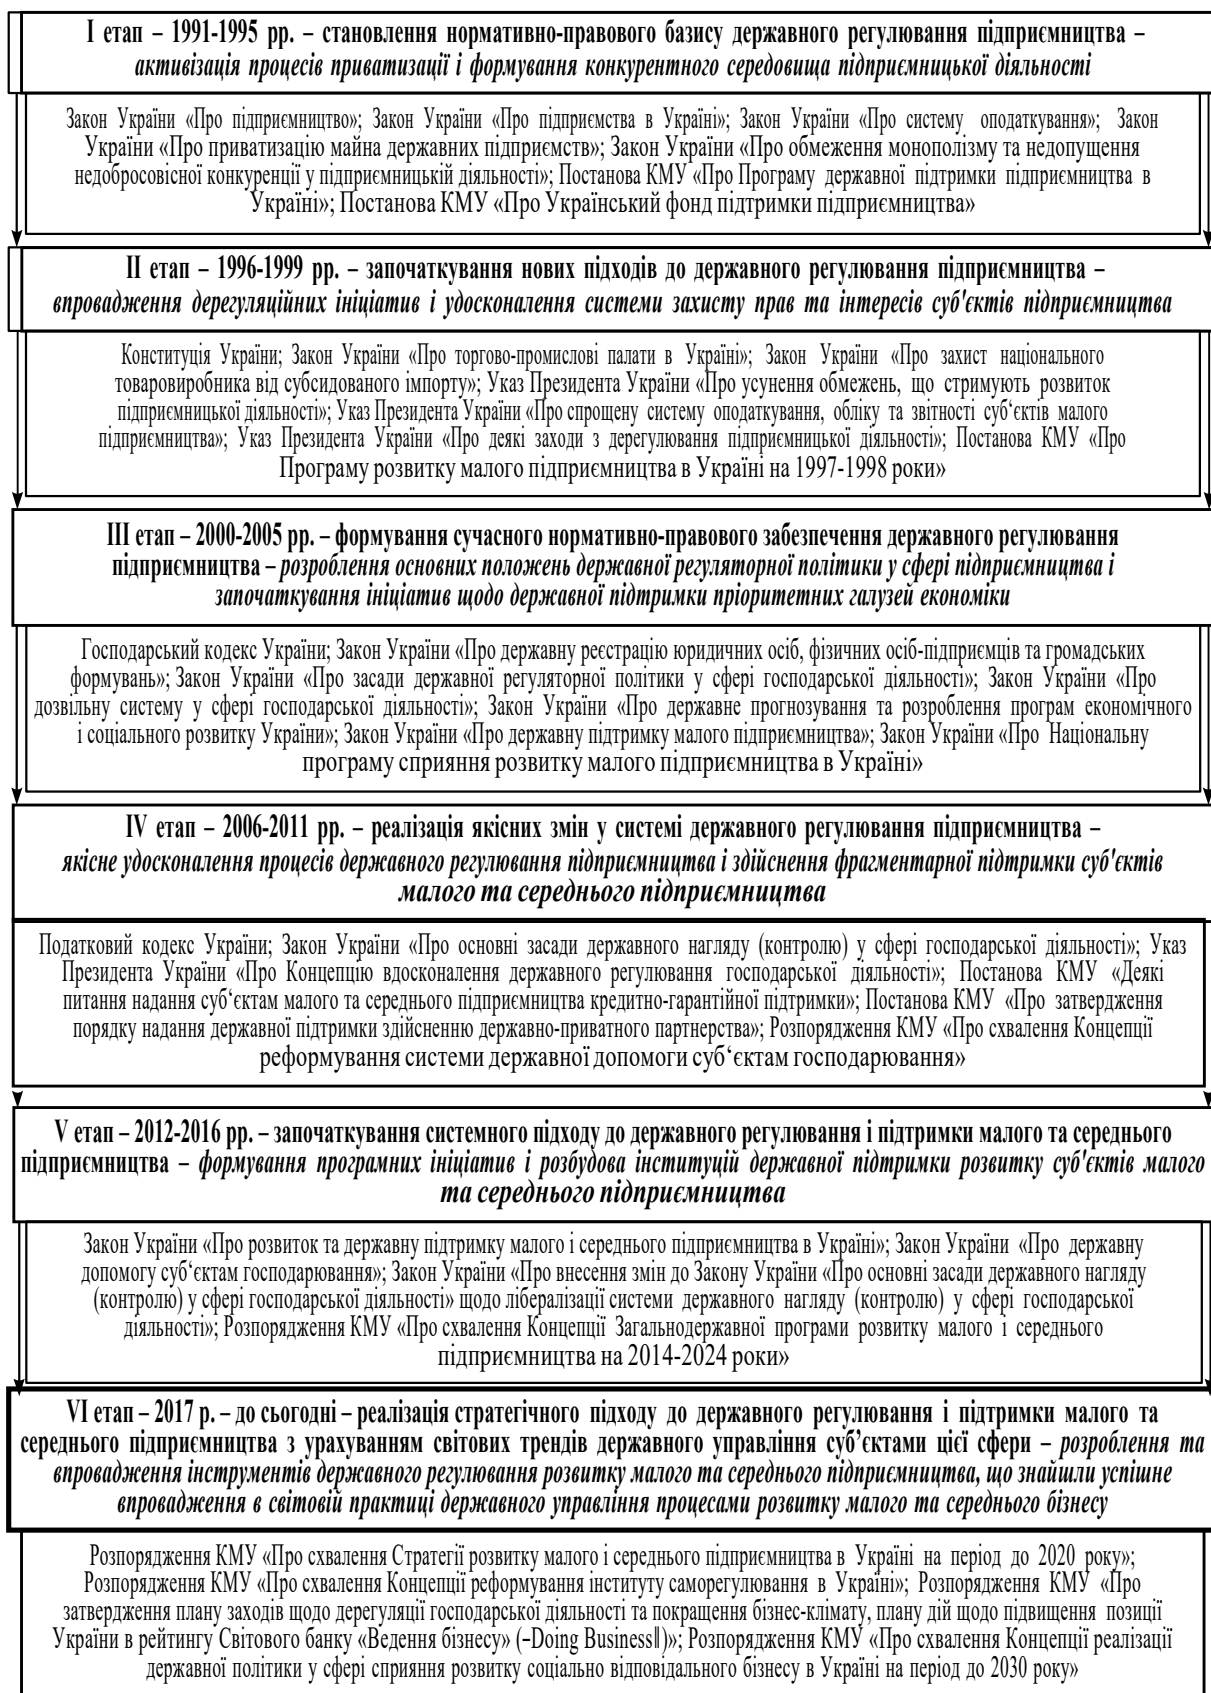 І етап – 1991-1995 рр. – становлення нормативно-правового базису державного регулювання підприємництва –
активізація процесів приватизації і формування конкурентного середовища підприємницької діяльності
Закон України «Про підприємництво»; Закон України «Про підприємства в Україні»; Закон України «Про систему оподаткування»; Закон
України «Про приватизацію майна державних підприємств»; Закон України «Про обмеження монополізму та недопущення
недобросовісної конкуренції у підприємницькій діяльності»; Постанова КМУ «Про Програму державної підтримки підприємництва в
Україні»; Постанова КМУ «Про Український фонд підтримки підприємництва»
ІІ етап – 1996-1999 рр. – започаткування нових підходів до державного регулювання підприємництва –
впровадження дерегуляційних ініціатив і удосконалення системи захисту прав та інтересів суб'єктів підприємництва
Конституція України; Закон України «Про торгово-промислові палати в Україні»; Закон України «Про захист національного
товаровиробника від субсидованого імпорту»; Указ Президента України «Про усунення обмежень, що стримують розвиток
підприємницької діяльності»; Указ Президента України «Про спрощену систему оподаткування, обліку та звітності суб‘єктів малого
підприємництва»; Указ Президента України «Про деякі заходи з дерегулювання підприємницької діяльності»; Постанова КМУ «Про
Програму розвитку малого підприємництва в Україні на 1997-1998 роки»
ІІІ етап – 2000-2005 рр. – формування сучасного нормативно-правового забезпечення державного регулювання
підприємництва – розроблення основних положень державної регуляторної політики у сфері підприємництва і
започаткування ініціатив щодо державної підтримки пріоритетних галузей економіки
Господарський кодекс України; Закон України «Про державну реєстрацію юридичних осіб, фізичних осіб-підприємців та громадських
формувань»; Закон України «Про засади державної регуляторної політики у сфері господарської діяльності»; Закон України «Про
дозвільну систему у сфері господарської діяльності»; Закон України «Про державне прогнозування та розроблення програм економічного
і соціального розвитку України»; Закон України «Про державну підтримку малого підприємництва»; Закон України «Про Національну
програму сприяння розвитку малого підприємництва в Україні»
IV етап – 2006-2011 рр. – реалізація якісних змін у системі державного регулювання підприємництва –
якісне удосконалення процесів державного регулювання підприємництва і здійснення фрагментарної підтримки суб'єктів
малого та середнього підприємництва
Податковий кодекс України; Закон України «Про основні засади державного нагляду (контролю) у сфері господарської діяльності»; Указ
Президента України «Про Концепцію вдосконалення державного регулювання господарської діяльності»; Постанова КМУ «Деякі
питання надання суб‘єктам малого та середнього підприємництва кредитно-гарантійної підтримки»; Постанова КМУ «Про затвердження
порядку надання державної підтримки здійсненню державно-приватного партнерства»; Розпорядження КМУ «Про схвалення Концепції
реформування системи державної допомоги суб‘єктам господарювання»
V етап – 2012-2016 рр. – започаткування системного підходу до державного регулювання і підтримки малого та середнього
підприємництва – формування програмних ініціатив і розбудова інституцій державної підтримки розвитку суб'єктів малого
та середнього підприємництва
Закон України «Про розвиток та державну підтримку малого і середнього підприємництва в Україні»; Закон України «Про державну
допомогу суб‘єктам господарювання»; Закон України «Про внесення змін до Закону України «Про основні засади державного нагляду
(контролю) у сфері господарської діяльності» щодо лібералізації системи державного нагляду (контролю) у сфері господарської
діяльності»; Розпорядження КМУ «Про схвалення Концепції Загальнодержавної програми розвитку малого і середнього
підприємництва на 2014-2024 роки»
VI етап – 2017 р. – до сьогодні – реалізація стратегічного підходу до державного регулювання і підтримки малого та
середнього підприємництва з урахуванням світових трендів державного управління суб’єктами цієї сфери – розроблення та
впровадження інструментів державного регулювання розвитку малого та середнього підприємництва, що знайшли успішне
впровадження в світовій практиці державного управління процесами розвитку малого та середнього бізнесу
Розпорядження КМУ «Про схвалення Стратегії розвитку малого і середнього підприємництва в Україні на період до 2020 року»;
Розпорядження КМУ «Про схвалення Концепції реформування інституту саморегулювання в Україні»; Розпорядження КМУ «Про
затвердження плану заходів щодо дерегуляції господарської діяльності та покращення бізнес-клімату, плану дій щодо підвищення позиції
України в рейтингу Світового банку «Ведення бізнесу» (–Doing Business‖)»; Розпорядження КМУ «Про схвалення Концепції реалізації
державної політики у сфері сприяння розвитку соціально відповідального бізнесу в Україні на період до 2030 року»